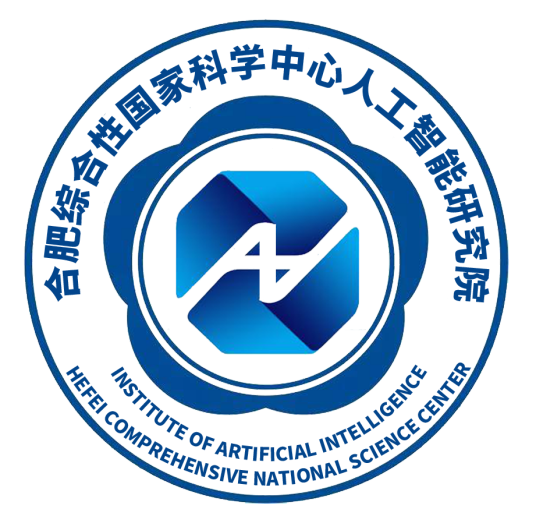 合肥综合性国家科学中心人工智能研究院
INSTITUTE OF ARTIFICIAL INTELLIGENCE
HEFEI COMPREHENSIVE NATIONAL SCIENCE CENTER